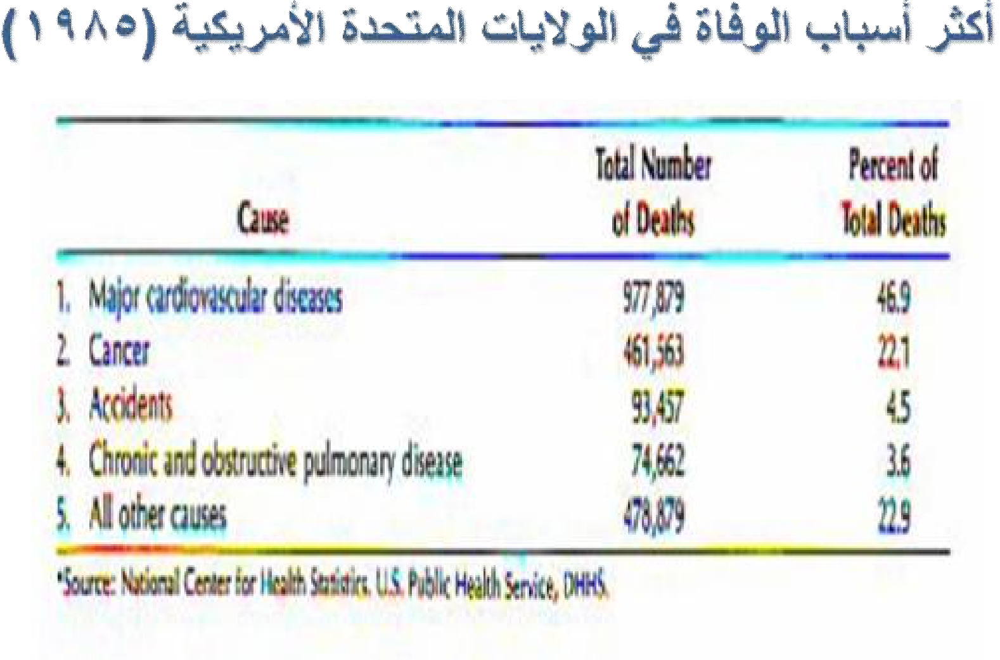 أكثر أسباب الوفاة في الولايات المتحدة الأمريكية (١٩٨٥)
Cause Total Number of Deaths Percent of Total Deaths
1. Major cardiovascular diseases 977,879 46.9
2. Cancer 461,563 22.1
3. Accidents 93,457 4.5
4. Chronic and obstructive pulmonary disease 74,662 3.6
5. All other causes 478,879 22.9
*Source: National Center for Health Statistics, U.S. Public Health Service, DHHS.